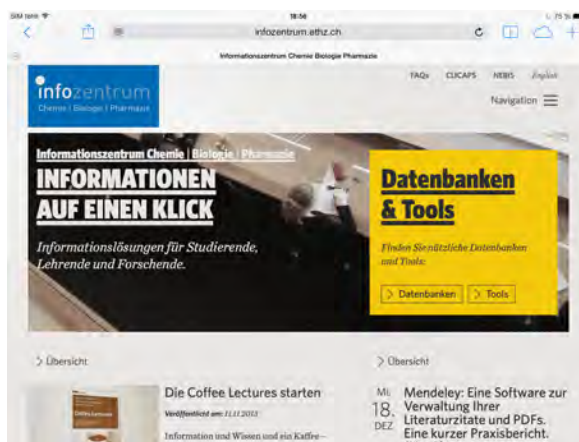 18:56
75 %
infozentrum.ethz.ch
Informationszentrum Chemie Biologie Pharmazie
FAQs CLICAPS NEBIS English
infozentrum
Chemie | Biologie | Pharmazie
Navigation
Informationszentrum Chemie | Biologie | Pharmazie
INFORMATIONEN
AUF EINEN KLICK
Informationslösungen für Studierende,
Lehrende und Forschende.
Datenbanken
& Tools
Finden Sie nützliche Datenbanken
und Tools:
> Datenbanken > Tools
> Übersicht
> Übersicht
Die Coffee Lectures starten
Veröffentlicht am: 11.11.2013
Information und Wissen und ein Kaffee –
Coffee Lectures
MI,
18.
DEZ
Mendeley: Eine Software zur
Verwaltung Ihrer
Literaturzitate und PDFs.
Eine kurzer Praxisbericht.